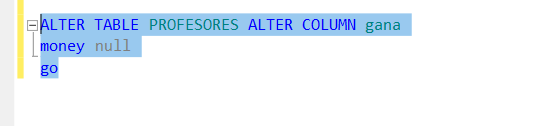 ALTER TABLE PROFESORES ALTER COLUMN gana
money null
go